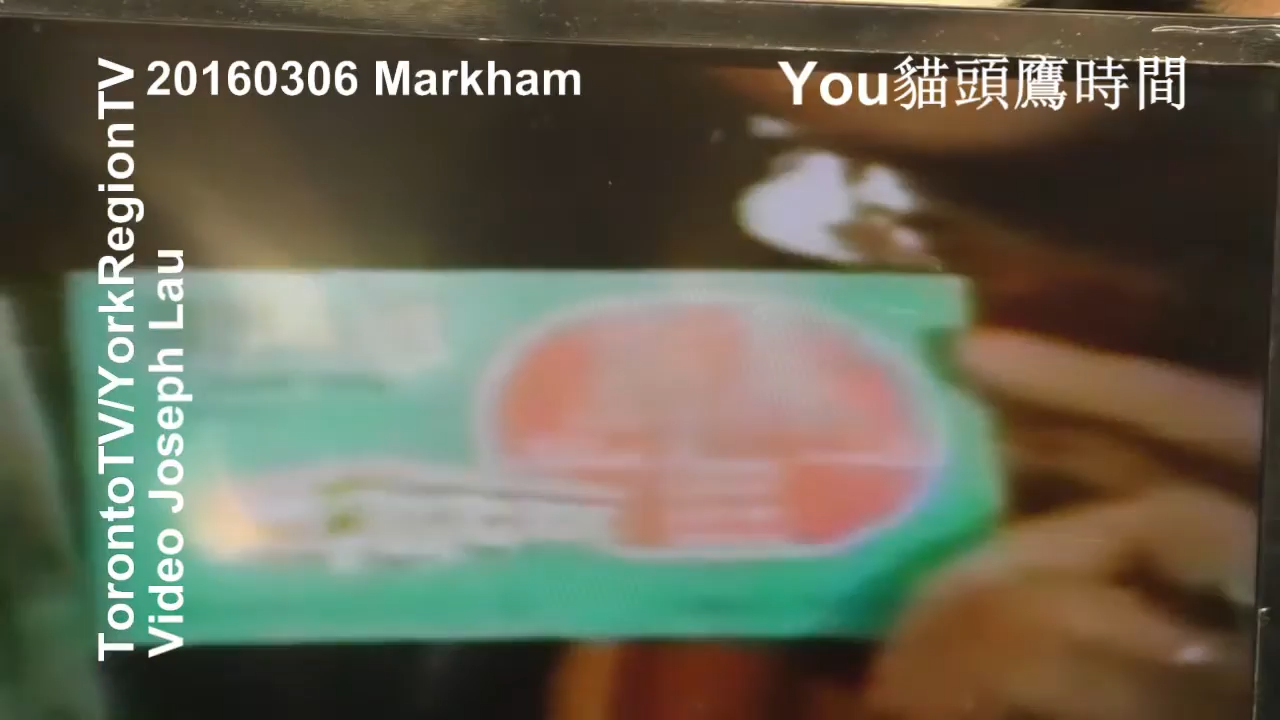 20160306 Markham
You貓頭鷹時間
TorontoTV/YorkRegionTV
Video Joseph Lau